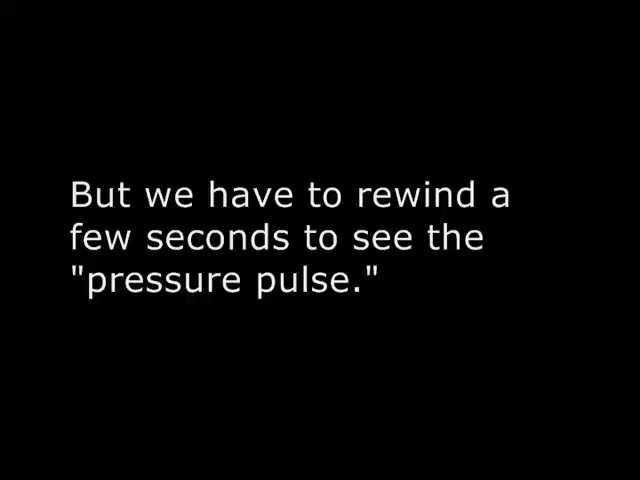 But we have to rewind a
few seconds to see the
"pressure pulse."